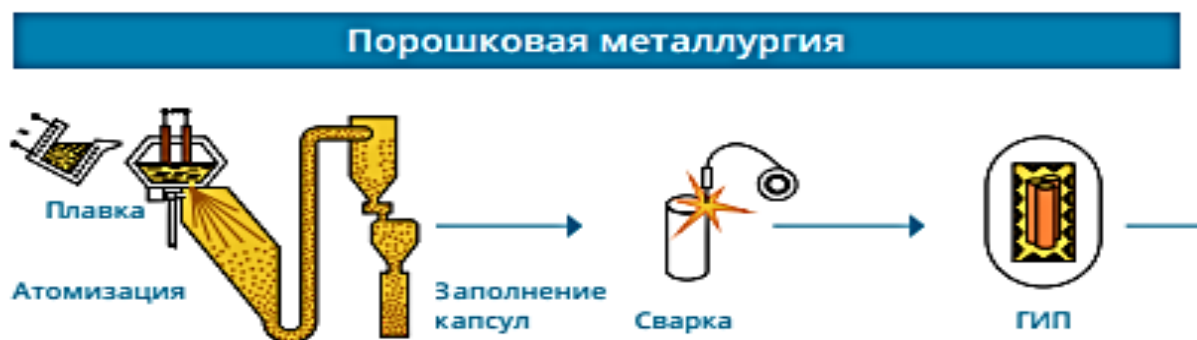 Порошковая металлургия
Плавка
Атомизация
Заполнение
капсул
Сварка
ГИП